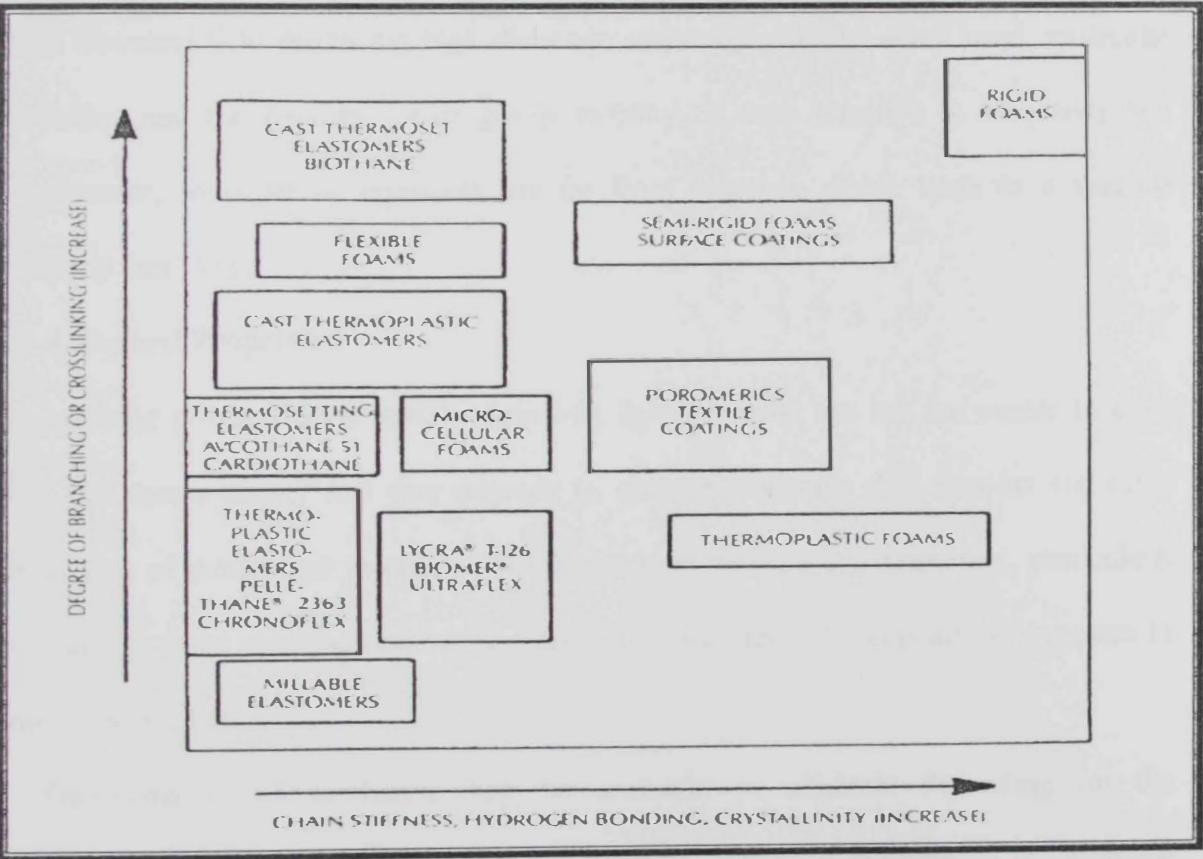 RIGID
FOAMS
CAST THERMOSET
ELASTOMERS
BIOTHANE
SEMI-RIGID FOAMS
SURFACE COATINGS
FLEXIBLE
FOAMS
CAST THERMOPLASTIC
ELASTOMERS
POROMERICS
TEXTILE
COATINGS
THERMOSETTING
ELASTOMERS
AVCOTHANE 51
CARDIOTHANE
MICRO-
CELLULAR
FOAMS
THERMO-
PLASTIC
ELASTO-
MERS
PELLE-
THANE® 2363
CHRONOFLEX
LYCRA® T-126
BIOMER®
ULTRAFLEX
THERMOPLASTIC FOAMS
MILLABLE
ELASTOMERS
DEGREE OF BRANCHING OR CROSSLINKING (INCREASE)
CHAIN STIFFNESS, HYDROGEN BONDING, CRYSTALLINITY (INCREASE)